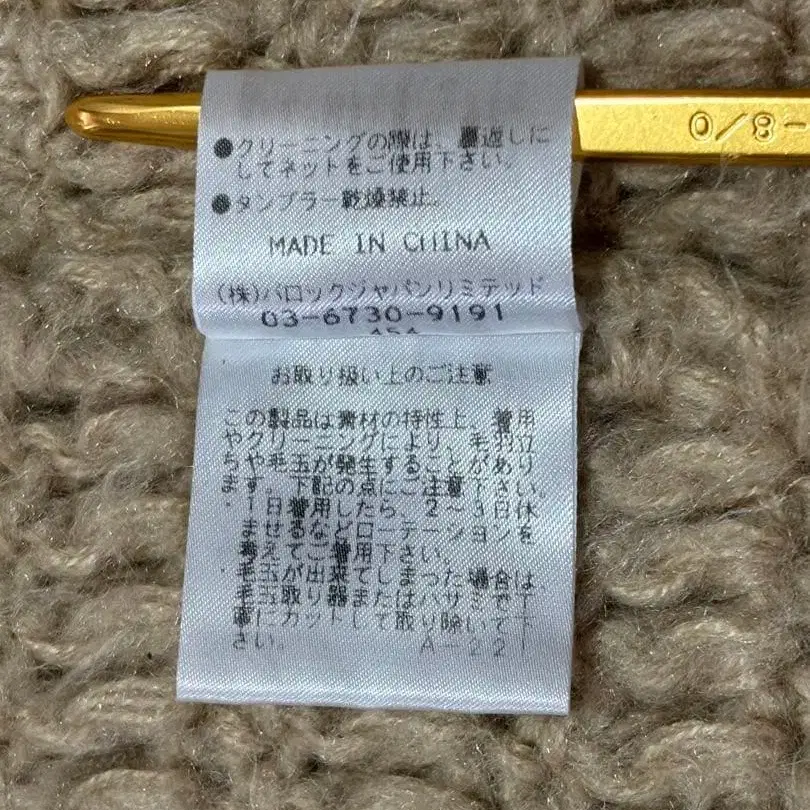 -8/0
●クリーニングの際は、裏返しに
してネットをご使用下さい。
●タンブラー乾燥禁止。
MADE IN CHINA
(株)バロックジャパンリミテッド
03-6730-9191
お取り扱い上のご注意
この製品は素材の特性上、着用
やクリーニングにより、毛羽立
ちや毛玉が発生することがあり
ます。下記の点にご注意下さい。
1日着用したら、2～3日休
ませるなどローテーション を
考えてご着用下さい。
毛玉が出来てしまった場合は
毛玉取り器またはハサミで丁
寧にカットして取り除いて下
さい。
A-22